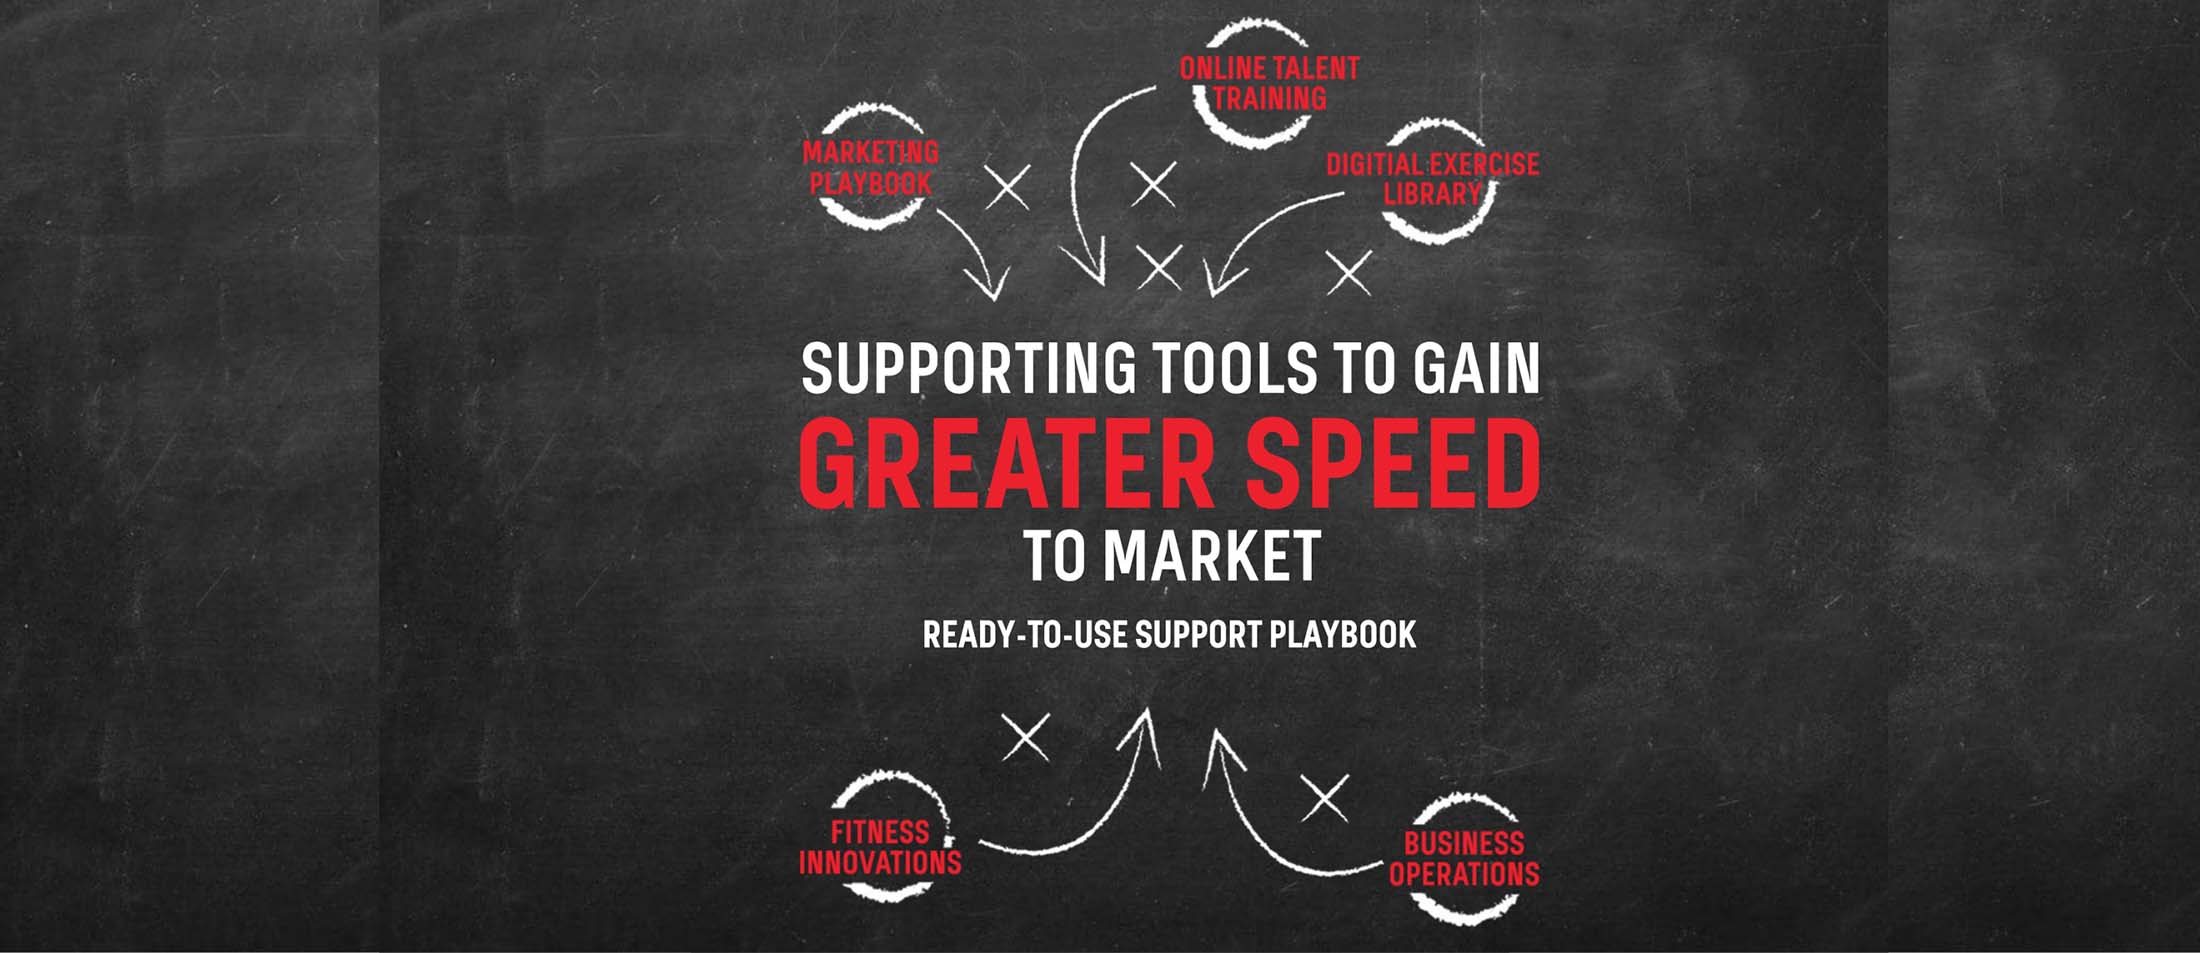 ONLINE TALENT
TRAINING
MARKETING
PLAYBOOK
DIGITIAL EXERCISE
LIBRARY
SUPPORTING TOOLS TO GAIN
GREATER SPEED
TO MARKET
READY-TO-USE SUPPORT PLAYBOOK
FITNESS
INNOVATIONS
BUSINESS
OPERATIONS